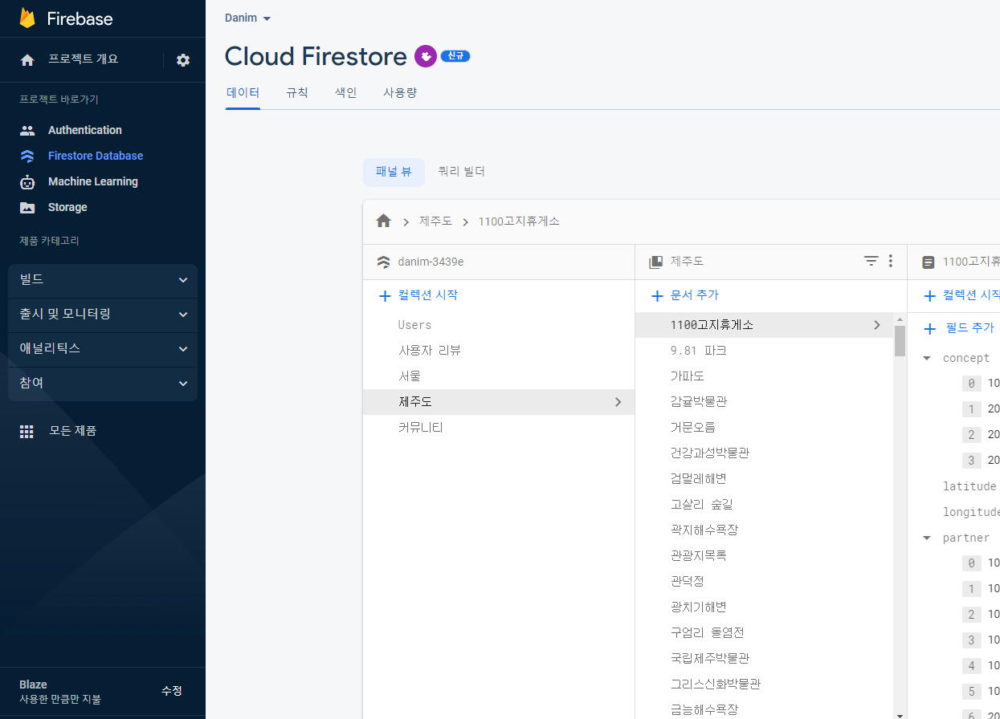 Firebase
프로젝트 개요
프로젝트 바로가기
Authentication
Firestore Database
Machine Learning
Storage
제품 카테고리
빌드
출시 및 모니터링
애널리틱스
참여
모든 제품
Blaze
사용한 만큼만 지불
수정
Danim
Cloud Firestore 신규
데이터 규칙 색인 사용량
패널 뷰 쿼리 빌더
제주도 1100고지휴게소
danim-3439e
컬렉션 시작
Users
사용자 리뷰
서울
제주도
커뮤니티
제주도
문서 추가
1100고지휴게소
9.81 파크
가파도
감귤박물관
거문오름
건강과성박물관
검멀레해변
고살리 숲길
곽지해수욕장
관광지목록
관덕정
광치기해변
구엄리 돌염전
국립제주박물관
그리스신화박물관
금능해수욕장
1100고지휴
컬렉션 시작
필드 추가
concept
0 10
1 20
2 20
3 20
latitude
longitude
partner
0 10
1 10
2 10
3 10
4 10
5 10
6 20